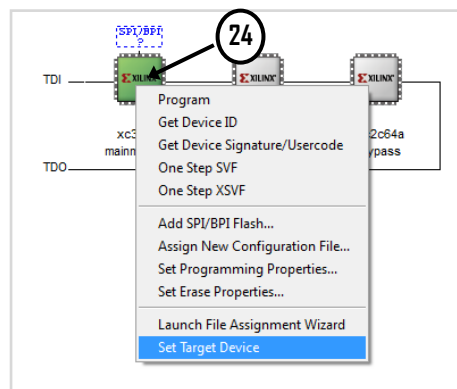 SPI/BPI
?
24
TDI
XILINX XILINX XILINX
Program
Get Device ID
xc3 2c64a
Get Device Signature/Usercode
mainm ypass
One Step SVF
TDO
One Step XSVF
Add SPI/BPI Flash...
Assign New Configuration File...
Set Programming Properties...
Set Erase Properties...
Launch File Assignment Wizard
Set Target Device